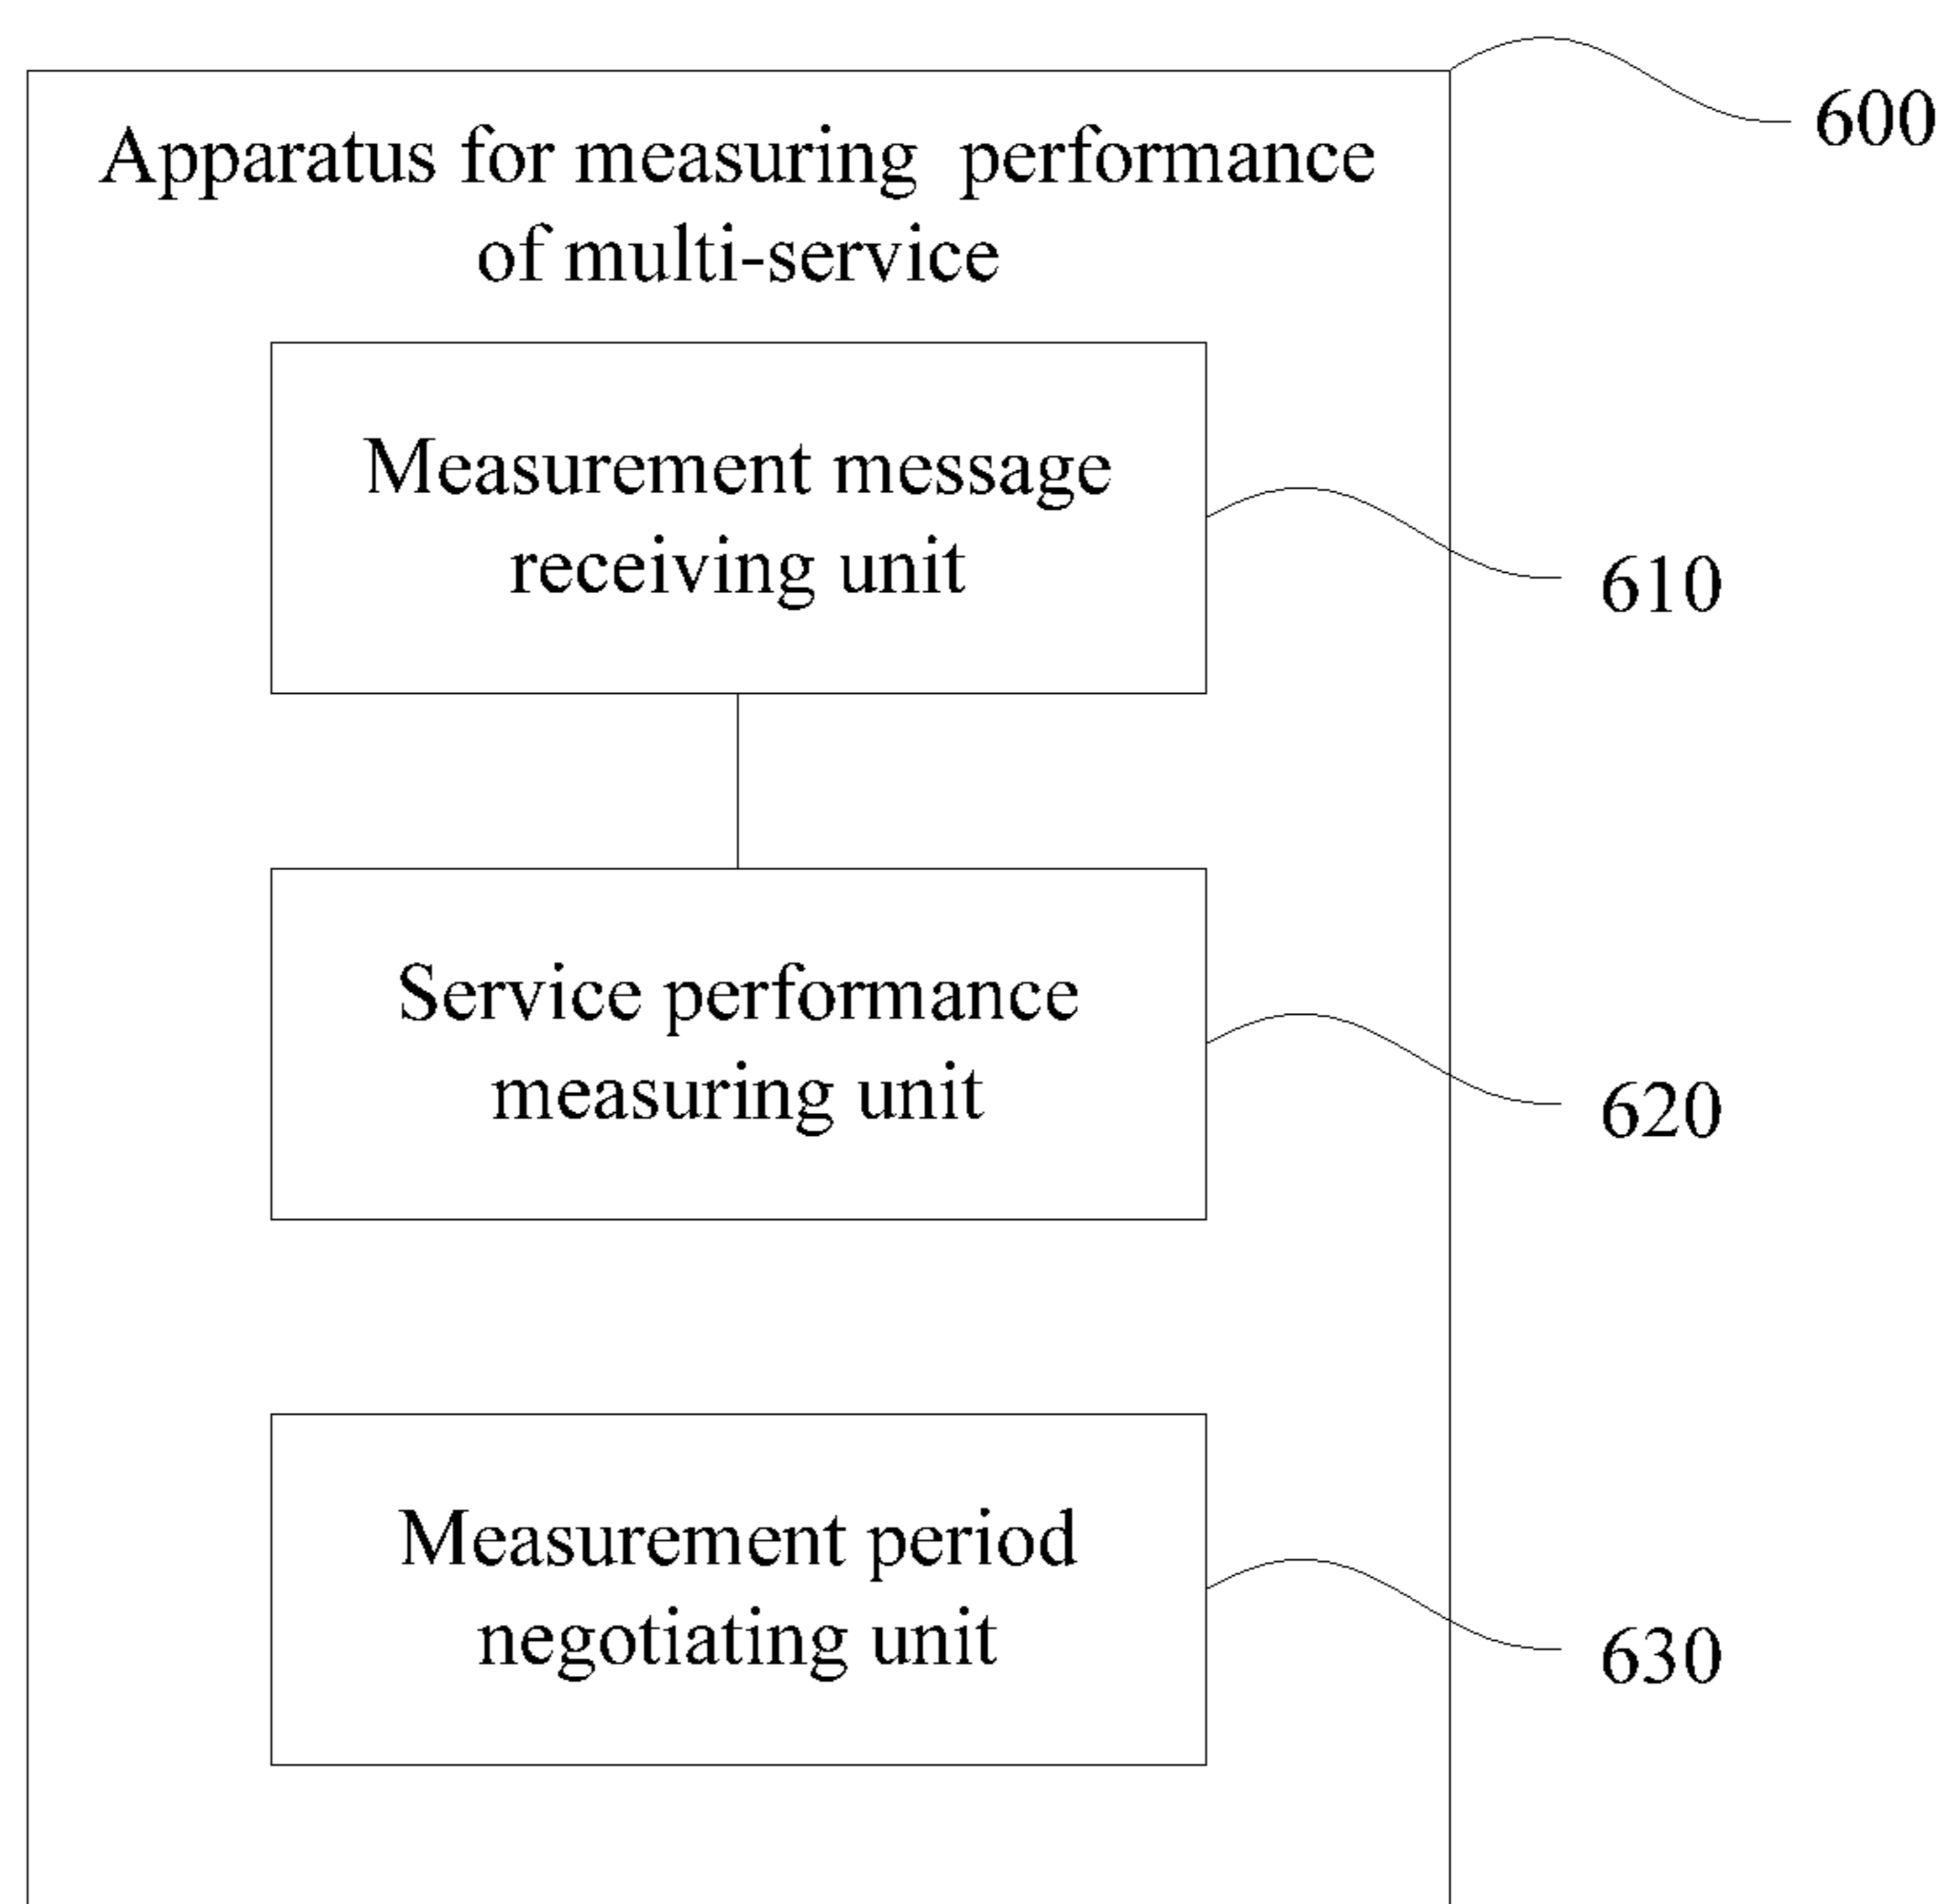 600
Apparatus for measuring performance
of multi-service
Measurement message
receiving unit
610
Service performance
measuring unit
620
Measurement period
negotiating unit
630